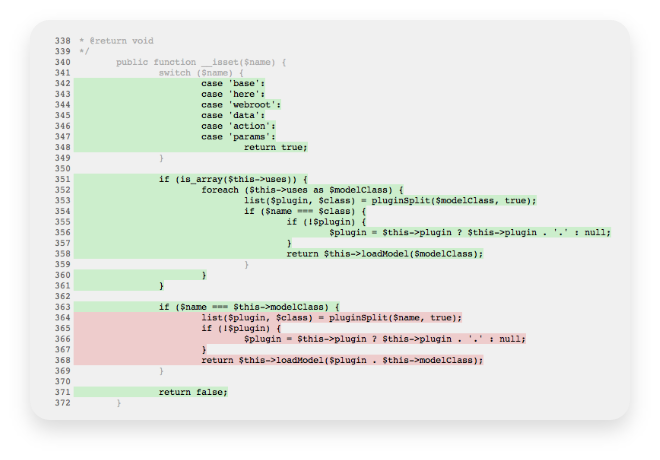 338 * @return void
339 */
340 public function __isset($name) {
341 switch ($name) {
342 case 'base':
343 case 'here':
344 case 'webroot':
345 case 'data':
346 case 'action':
347 case 'params':
348 return true;
349 }
350
351 if (is_array($this->uses)) {
352 foreach ($this->uses as $modelClass) {
353 list($plugin, $class) = pluginSplit($modelClass, true);
354 if ($name === $class) {
355 if (!$plugin) {
356 $plugin = $this->plugin ? $this->plugin . '.' : null;
357 }
358 return $this->loadModel($modelClass);
359 }
360 }
361 }
362
363 if ($name === $this->modelClass) {
364 list($plugin, $class) = pluginSplit($name, true);
365 if (!$plugin) {
366 $plugin = $this->plugin ? $this->plugin . '.' : null;
367 }
368 return $this->loadModel($plugin . $this->modelClass);
369 }
370
371 return false;
372 }